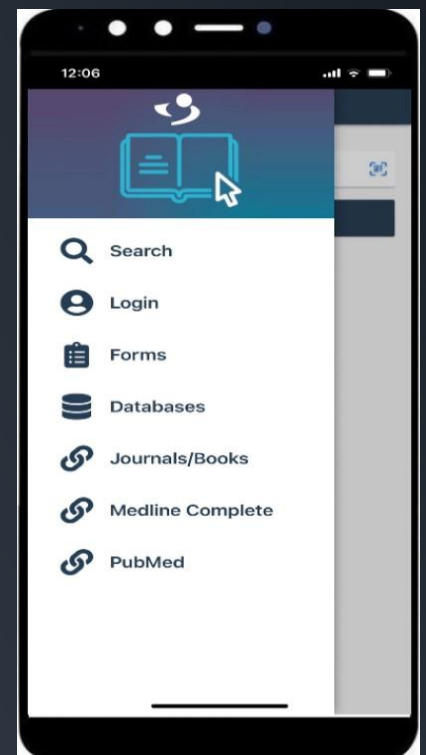 12:06
Search
Login
Forms
Databases
Journals/Books
Medline Complete
PubMed